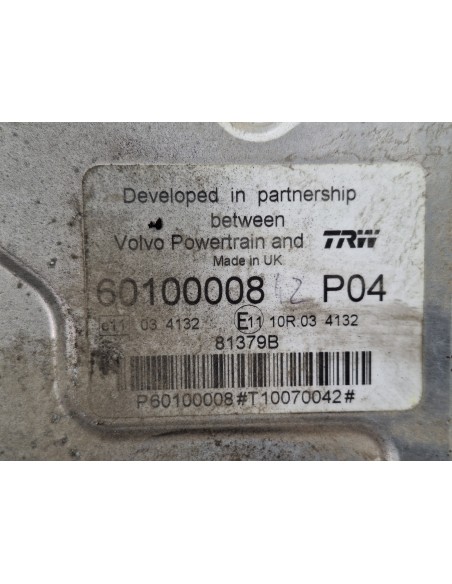 Developed in partnership
between
Volvo Powertrain and TRW
Made in UK
60100008 P04
e11 03 4132 E11 10R.03 4132
81379B
P60100008#T10070042#